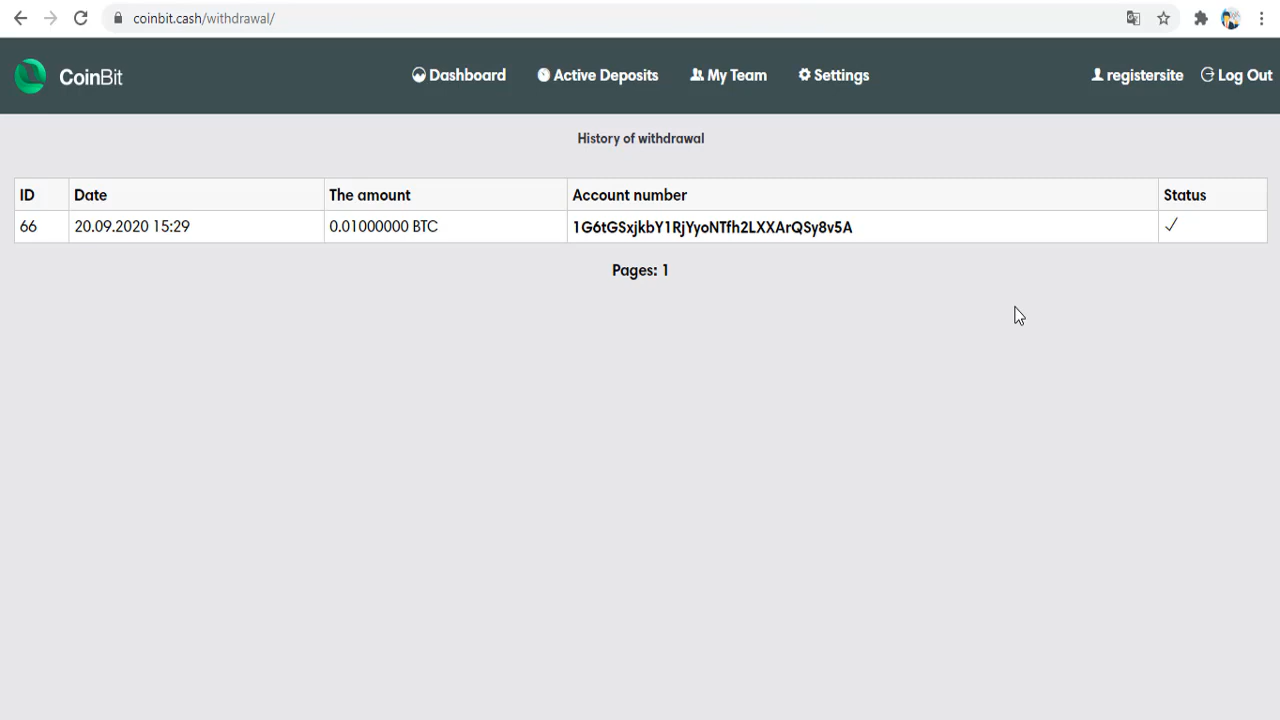 coinbit.cash/withdrawal/
CoinBit
Dashboard
Active Deposits
My Team
Settings
registersite
Log Out
History of withdrawal
ID Date The amount Account number Status
66 20.09.2020 15:29 0.01000000 BTC 1G6tGSxjkbY1RjYyoNTfh2LXXArQSy8v5A ✓
Pages: 1